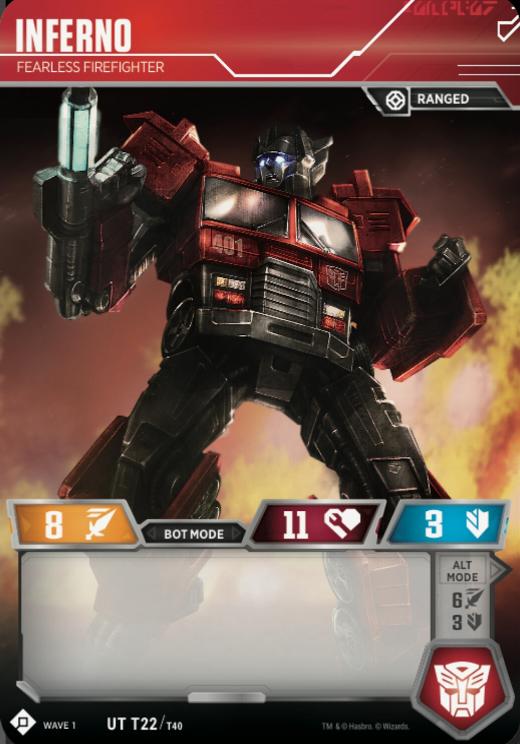 INFERNO
FEARLESS FIREFIGHTER
RANGED
401
8
BOT MODE
11
3
ALT
MODE
6
3
WAVE 1
UT T22/T40
TM & © Hasbro. © Wizards.